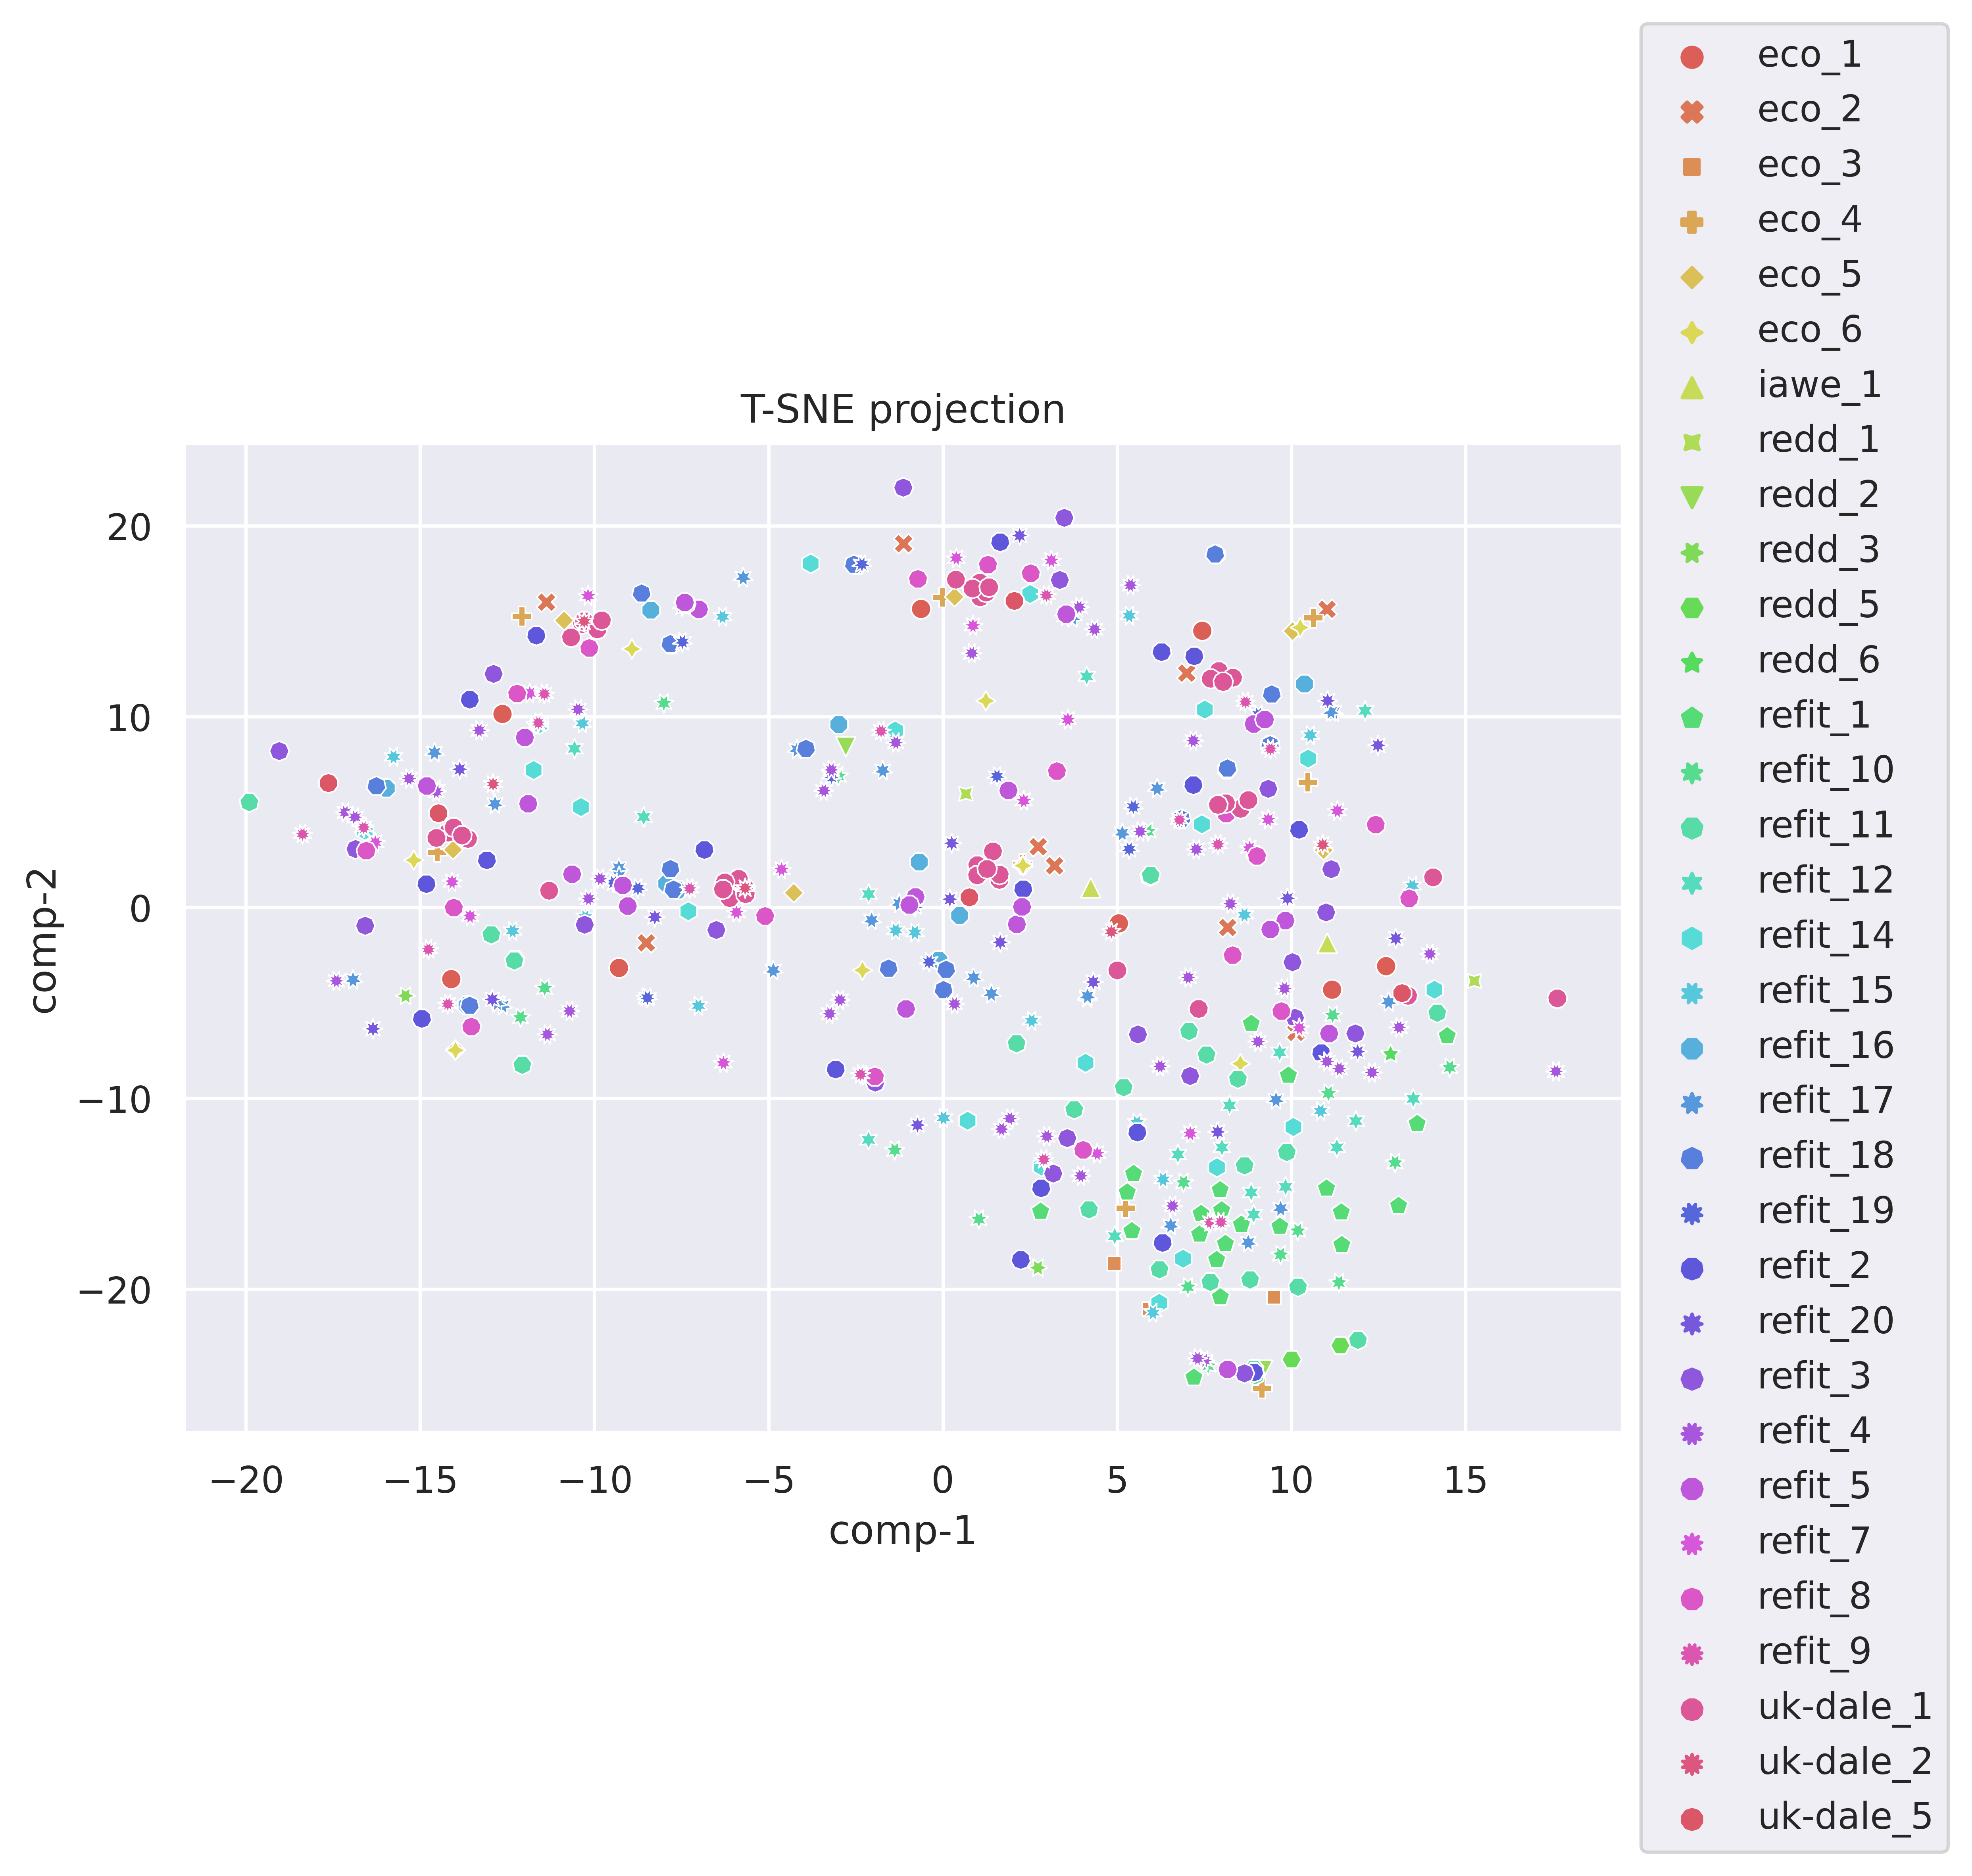 T-SNE projection
comp-2
20
10
0
−10
−20
−20 −15 −10 −5 0 5 10 15
comp-1
eco_1
eco_2
eco_3
eco_4
eco_5
eco_6
iawe_1
redd_1
redd_2
redd_3
redd_5
redd_6
refit_1
refit_10
refit_11
refit_12
refit_14
refit_15
refit_16
refit_17
refit_18
refit_19
refit_2
refit_20
refit_3
refit_4
refit_5
refit_7
refit_8
refit_9
uk-dale_1
uk-dale_2
uk-dale_5